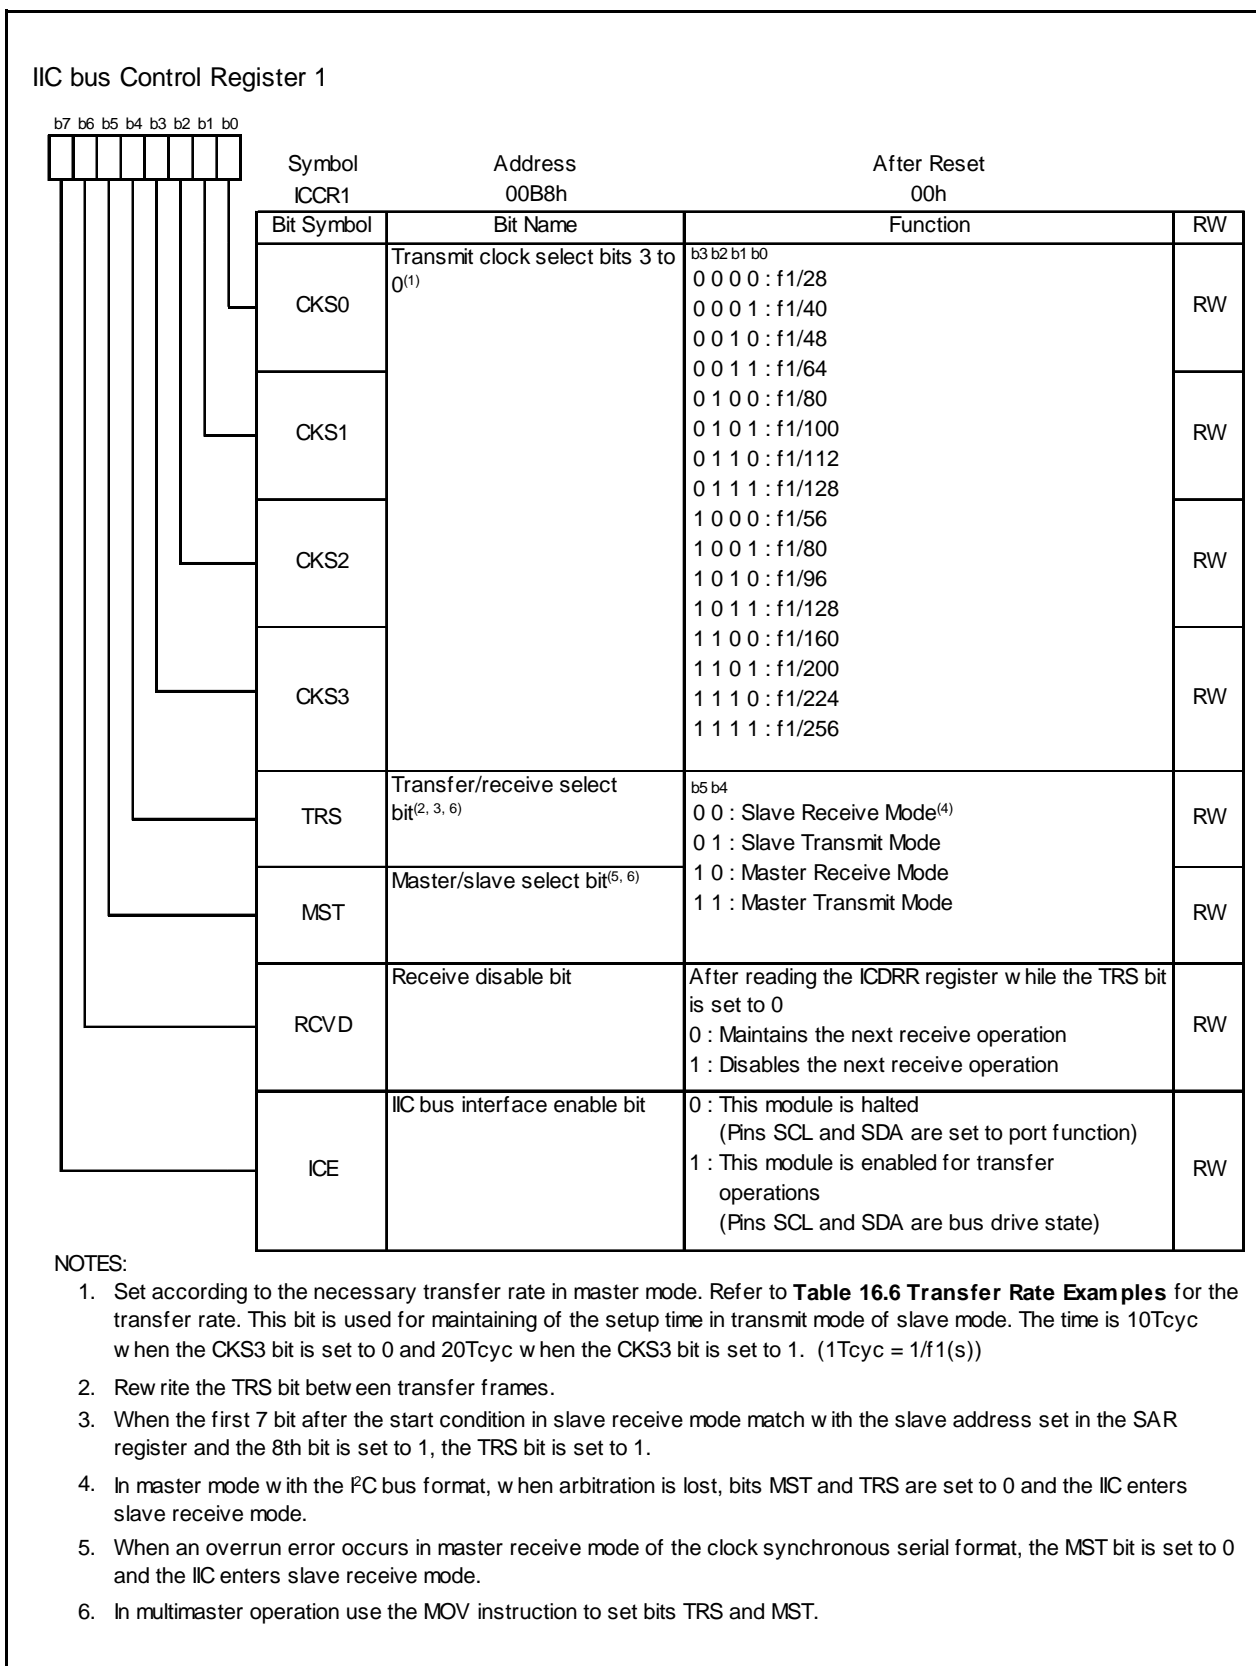 IIC bus Control Register 1
b7 b6 b5 b4 b3 b2 b1 b0
Symbol Address After Reset
ICCR1 00B8h 00h
Bit Symbol Bit Name Function RW
CKS0 Transmit clock select bits 3 to
0(1)
b3 b2 b1 b0
0 0 0 0 : f1/28
0 0 0 1 : f1/40
0 0 1 0 : f1/48
0 0 1 1 : f1/64
0 1 0 0 : f1/80
0 1 0 1 : f1/100
0 1 1 0 : f1/112
0 1 1 1 : f1/128
1 0 0 0 : f1/56
1 0 0 1 : f1/80
1 0 1 0 : f1/96
1 0 1 1 : f1/128
1 1 0 0 : f1/160
1 1 0 1 : f1/200
1 1 1 0 : f1/224
1 1 1 1 : f1/256
RW
CKS1 RW
CKS2 RW
CKS3 RW
TRS Transfer/receive select
bit(2, 3, 6)
b5 b4
0 0 : Slave Receive Mode(4)
0 1 : Slave Transmit Mode
1 0 : Master Receive Mode
1 1 : Master Transmit Mode
RW
MST Master/slave select bit(5, 6) RW
RCVD Receive disable bit
After reading the ICDRR register while the TRS bit
is set to 0
0 : Maintains the next receive operation
1 : Disables the next receive operation
RW
ICE IIC bus interface enable bit
0 : This module is halted
(Pins SCL and SDA are set to port function)
1 : This module is enabled for transfer
operations
(Pins SCL and SDA are bus drive state)
RW
NOTES:
1. Set according to the necessary transfer rate in master mode. Refer to Table 16.6 Transfer Rate Examples for the
transfer rate. This bit is used for maintaining of the setup time in transmit mode of slave mode. The time is 10Tcyc
when the CKS3 bit is set to 0 and 20Tcyc when the CKS3 bit is set to 1. (1Tcyc = 1/f1(s))
2. Rewrite the TRS bit between transfer frames.
3. When the first 7 bit after the start condition in slave receive mode match with the slave address set in the SAR
register and the 8th bit is set to 1, the TRS bit is set to 1.
4. In master mode with the I²C bus format, when arbitration is lost, bits MST and TRS are set to 0 and the IIC enters
slave receive mode.
5. When an overrun error occurs in master receive mode of the clock synchronous serial format, the MST bit is set to 0
and the IIC enters slave receive mode.
6. In multimaster operation use the MOV instruction to set bits TRS and MST.